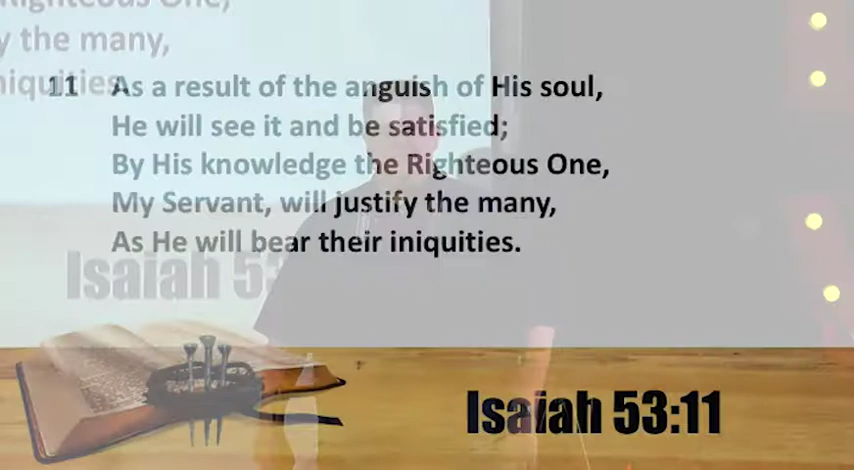 Righteous One,
y the many,
niquities
11 As a result of the anguish of His soul,
He will see it and be satisfied;
By His knowledge the Righteous One,
My Servant, will justify the many,
As He will bear their iniquities.
Isaiah 53
Isaiah 53:11